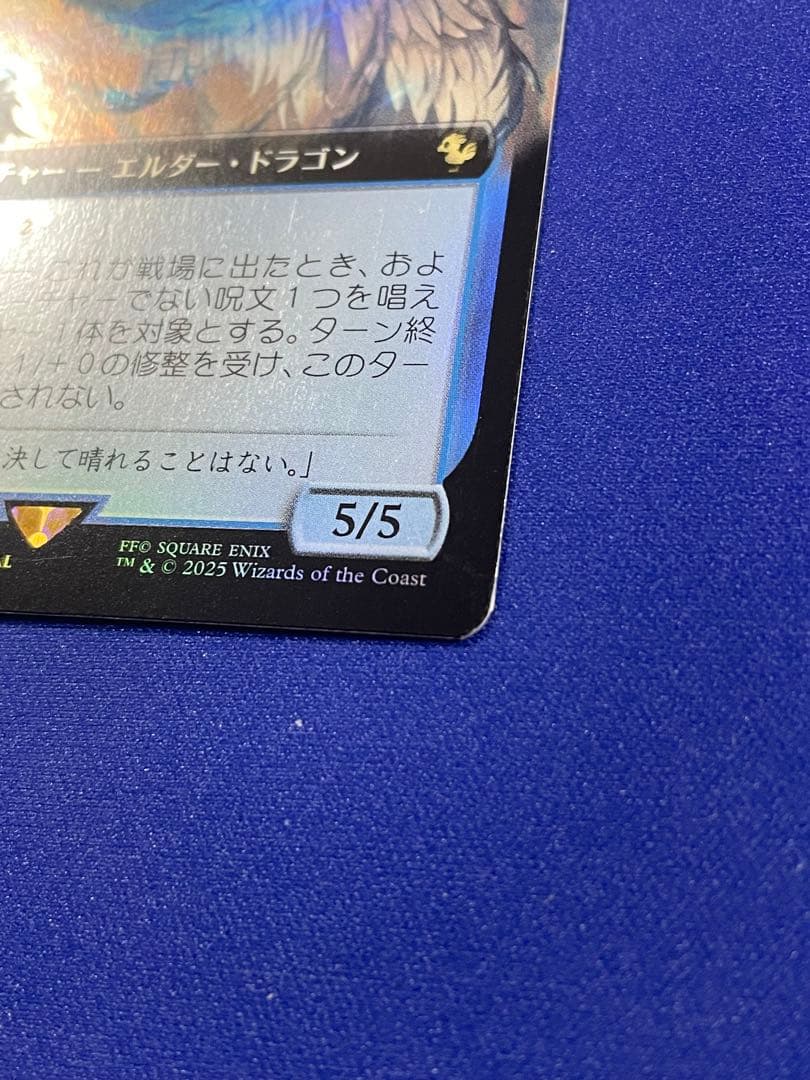 チャー ― エルダー・ドラゴン
2
これが戦場に出たとき、およ
ーチャーでない呪文1つを唱え
ャー1体を対象とする。ターン終
1/+0の修整を受け、このター
されない。
決して晴れることはない。」
5/5
FF© SQUARE ENIX
AL ™ & © 2025 Wizards of the Coast